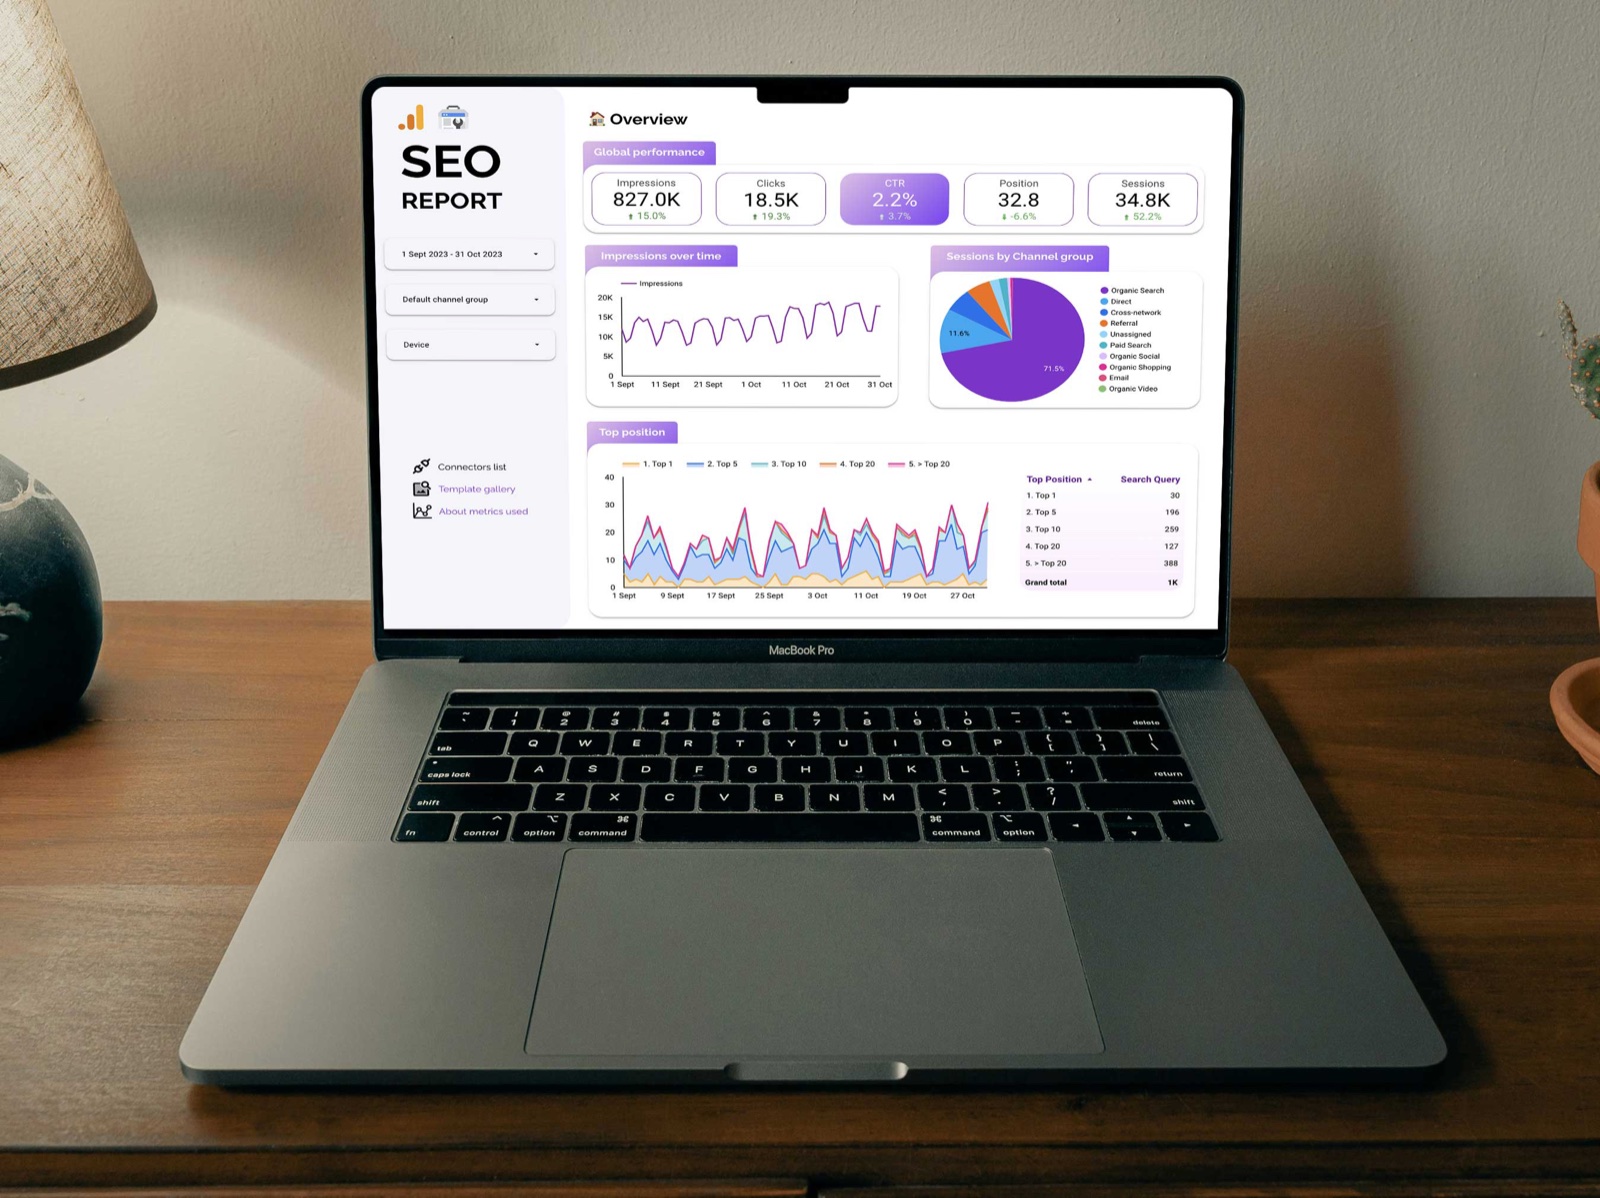 SEO
REPORT
1 Sept 2023 - 31 Oct 2023
Default channel group
Device
Connectors list
Template gallery
About metrics used
Overview
Global performance
Impressions
827.0K
15.0%
Clicks
18.5K
19.3%
CTR
2.2%
3.7%
Position
32.8
-6.6%
Sessions
34.8K
52.2%
Impressions over time
Impressions
20K
15K
10K
5K
0
1 Sept 11 Sept 21 Sept 1 Oct 11 Oct 21 Oct 31 Oct
Sessions by Channel group
11.6%
71.5%
Organic Search
Direct
Cross-network
Referral
Unassigned
Paid Search
Organic Social
Organic Shopping
Email
Organic Video
Top position
1. Top 1 2. Top 5 3. Top 10 4. Top 20 5. > Top 20
40
30
20
10
0
1 Sept 9 Sept 17 Sept 25 Sept 3 Oct 11 Oct 19 Oct 27 Oct
Top Position Search Query
1. Top 1 30
2. Top 5 196
3. Top 10 259
4. Top 20 127
5. > Top 20 388
Grand total 1K
MacBook Pro
~ ! @ # $ % ^ & * ( ) — +
` 1 2 3 4 5 6 7 8 9 0 - = delete
tab Q W E R T Y U I O P { [ } ] | \
caps lock A S D F G H J K L : ; " ' return
shift Z X C V B N M < , > . ? / shift
fn control option command command option